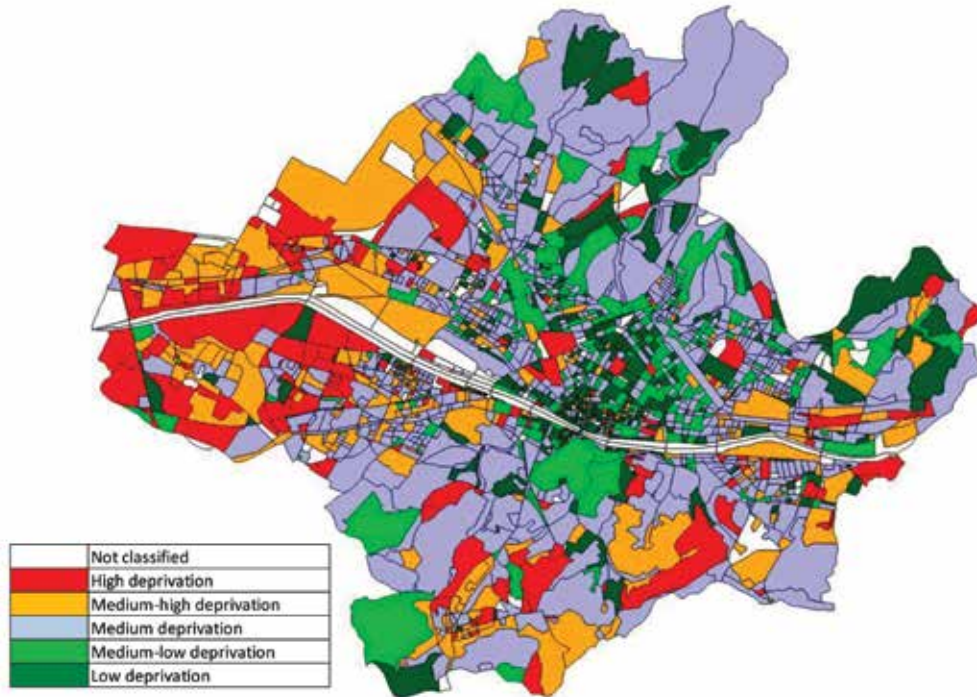 Not classified
High deprivation
Medium-high deprivation
Medium deprivation
Medium-low deprivation
Low deprivation